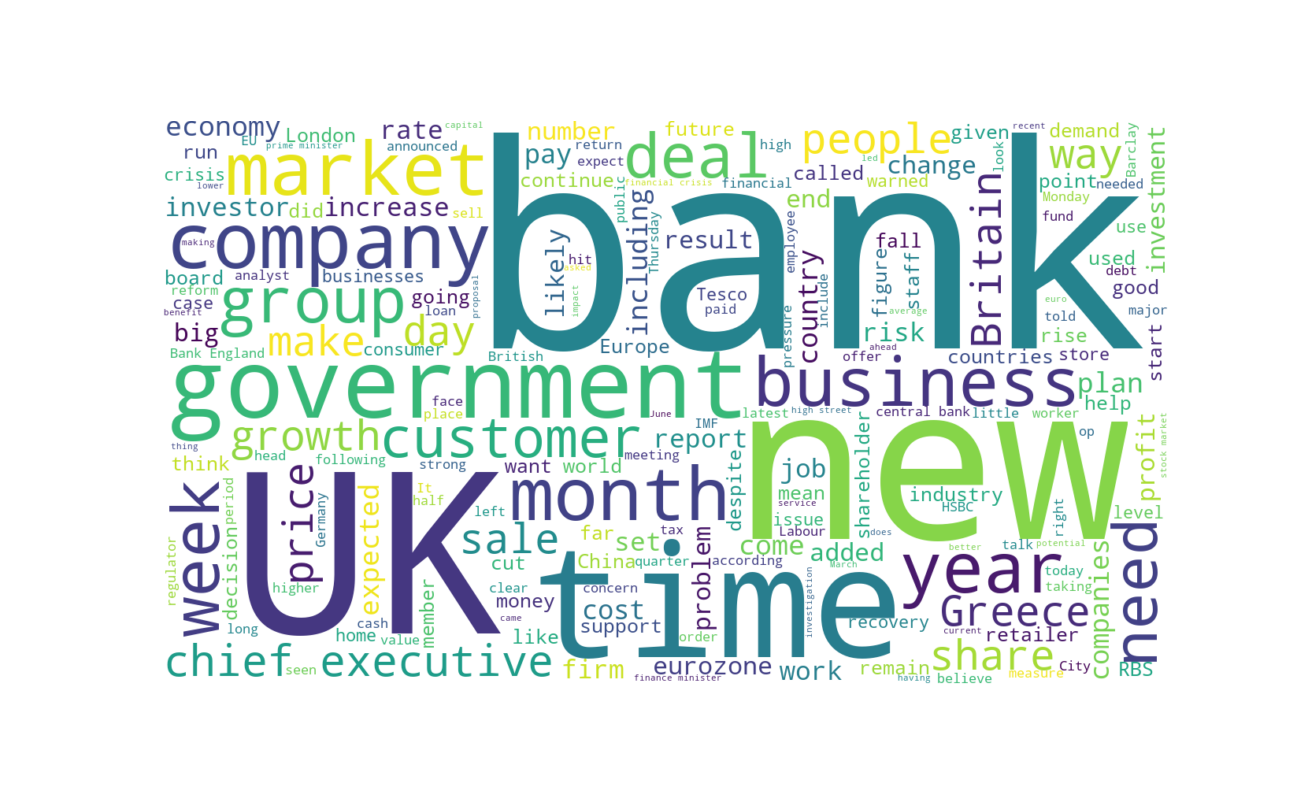 economy
EU
London
rate
capital
number
future
people
given
recent
demand
prime minister
announced
return
high
led
look
way
Barclay
run
crisis
lower
market
pay
expect
deal
change
called
warned
point
needed
continue
financial crisis
financial
end
Monday
investment
investor
did
increase
sell
public
fund
use
company
making
bank
including
Thursday
result
employee
fall
Britain
used
likely
hit
asked
country
figure
staff
debt
good
board
analyst
businesses
reform
proposal
impact
Tesco
paid
include
risk
average
euro
told
major
case
benefit
group
going
loan
big
make
day
Europe
pressure
ahead
rise
start
Bank England
consumer
British
offer
countries
store
government
business
plan
help
face
place
June
latest
high street
central bank
little
worker
new
growth
customer
IMF
report
meeting
shareholder
op
profit
stock market
thing
head
following
strong
think
want
world
despite
job
mean
service
industry
HSBC
level
week
decision
period
UK
price
Germany
expected
It
half
left
month
issue
Labour
does
right
sale
far
set
tax
problem
come
added
talk
better
potential
need
regulator
higher
cut
China
quarter
according
March
year
today
taking
companies
clear
money
concern
time
investigation
long
home
cash
value
member
came
cost
support
order
recovery
Greece
current
retailer
like
chief executive
seen
firm
eurozone
work
remain
share
City
RBS
finance minister
having
believe
measure